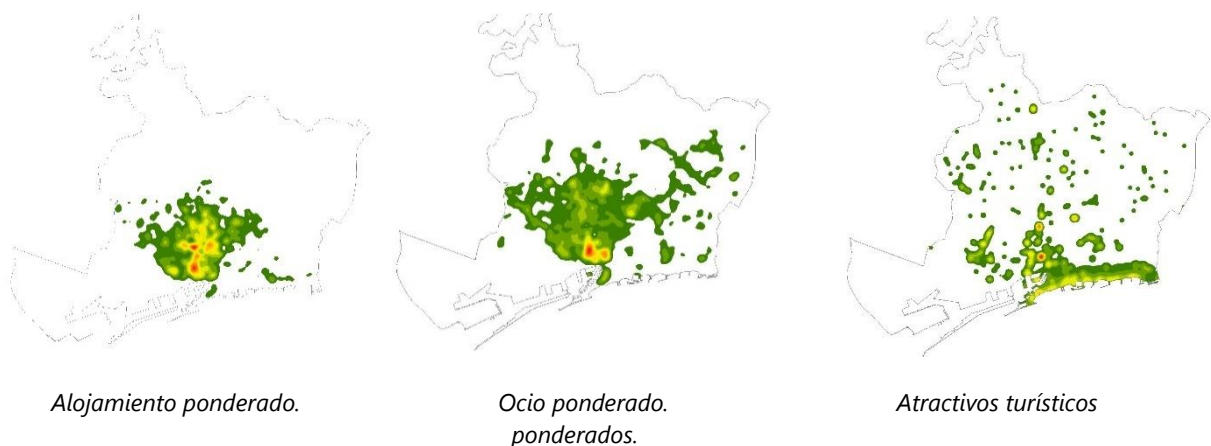 Alojamiento ponderado.
Ocio ponderado.
Atractivos turísticos
ponderados.